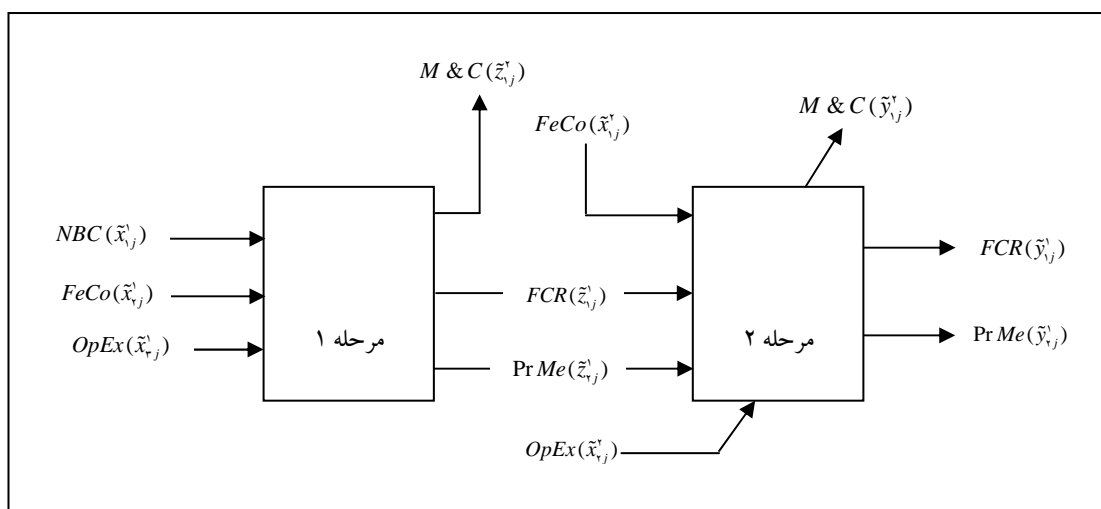 M & C(z̃²₁ⱼ)
M & C(ỹ²₁ⱼ)
FeCo(x̃²₁ⱼ)
NBC(x̃¹₁ⱼ)
FeCo(x̃¹₂ⱼ)
OpEx(x̃¹₃ⱼ)
مرحله ۱
FCR(z̃¹₁ⱼ)
Pr Me(z̃¹₂ⱼ)
مرحله ۲
FCR(ỹ¹₁ⱼ)
Pr Me(ỹ¹₂ⱼ)
OpEx(x̃²₂ⱼ)